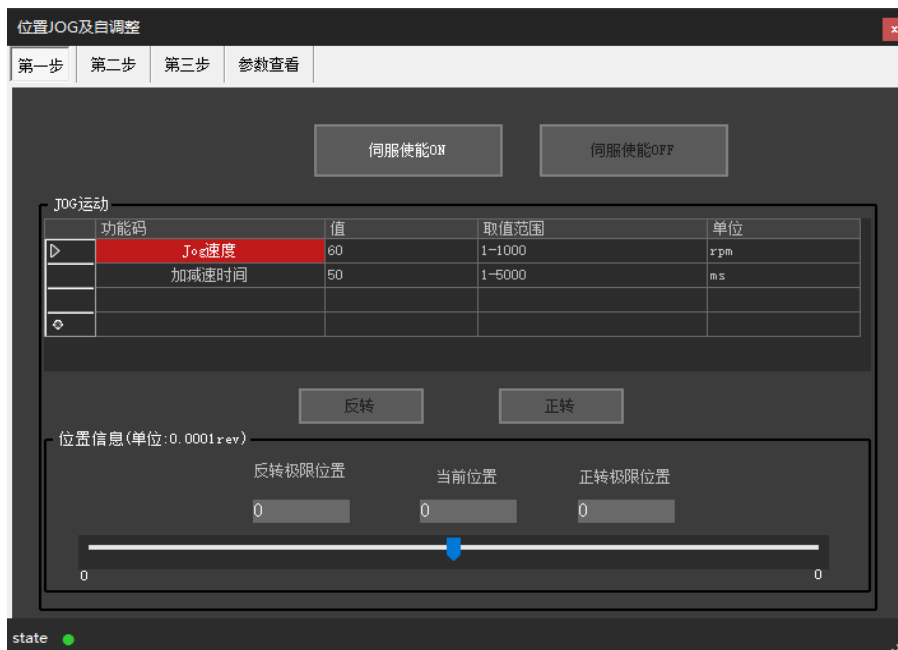 位置JOG及自调整
x
第一步 第二步 第三步 参数查看
伺服使能ON 伺服使能OFF
JOG运动
功能码 值 取值范围 单位
Jog速度 60 1-1000 rpm
加减速时间 50 1-5000 ms
反转 正转
位置信息(单位:0.0001rev)
反转极限位置 当前位置 正转极限位置
0 0 0
0 0
state